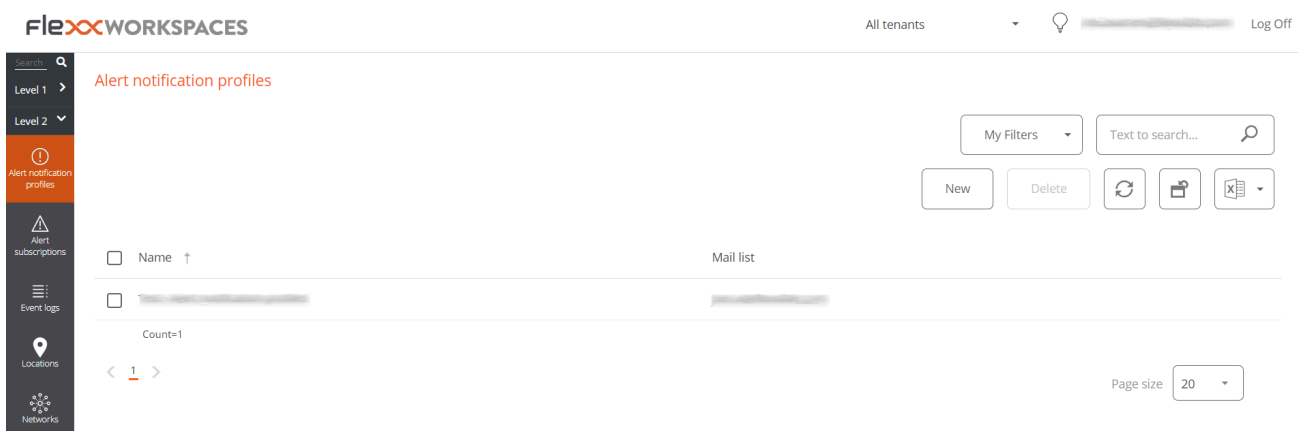 FlexxWORKSPACES
All tenants
Log Off
Search
Level 1
Level 2
Alert notification
profiles
Alert
subscriptions
Event logs
Locations
Networks
Alert notification profiles
My Filters
Text to search...
New
Delete
Name ↑
Mail list
Count=1
1
Page size
20